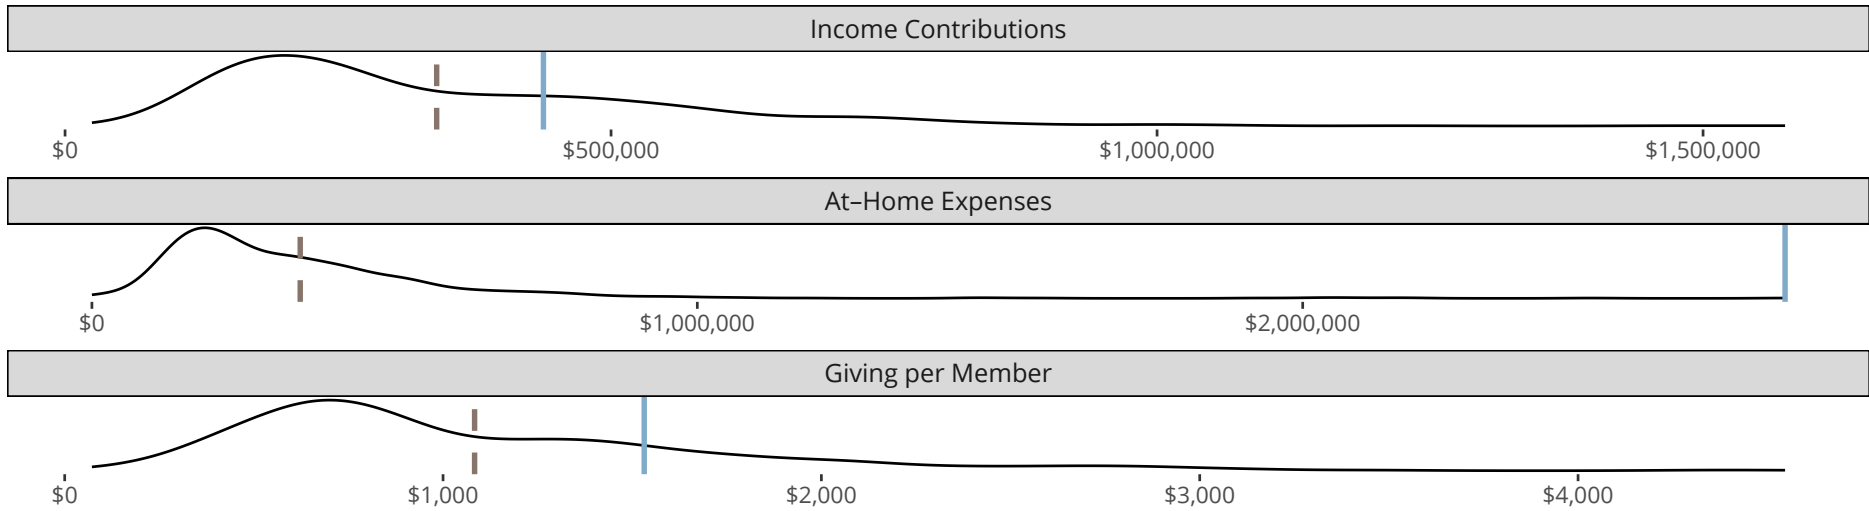 Income Contributions
$0 $500,000 $1,000,000 $1,500,000
At–Home Expenses
$0 $1,000,000 $2,000,000
Giving per Member
$0 $1,000 $2,000 $3,000 $4,000